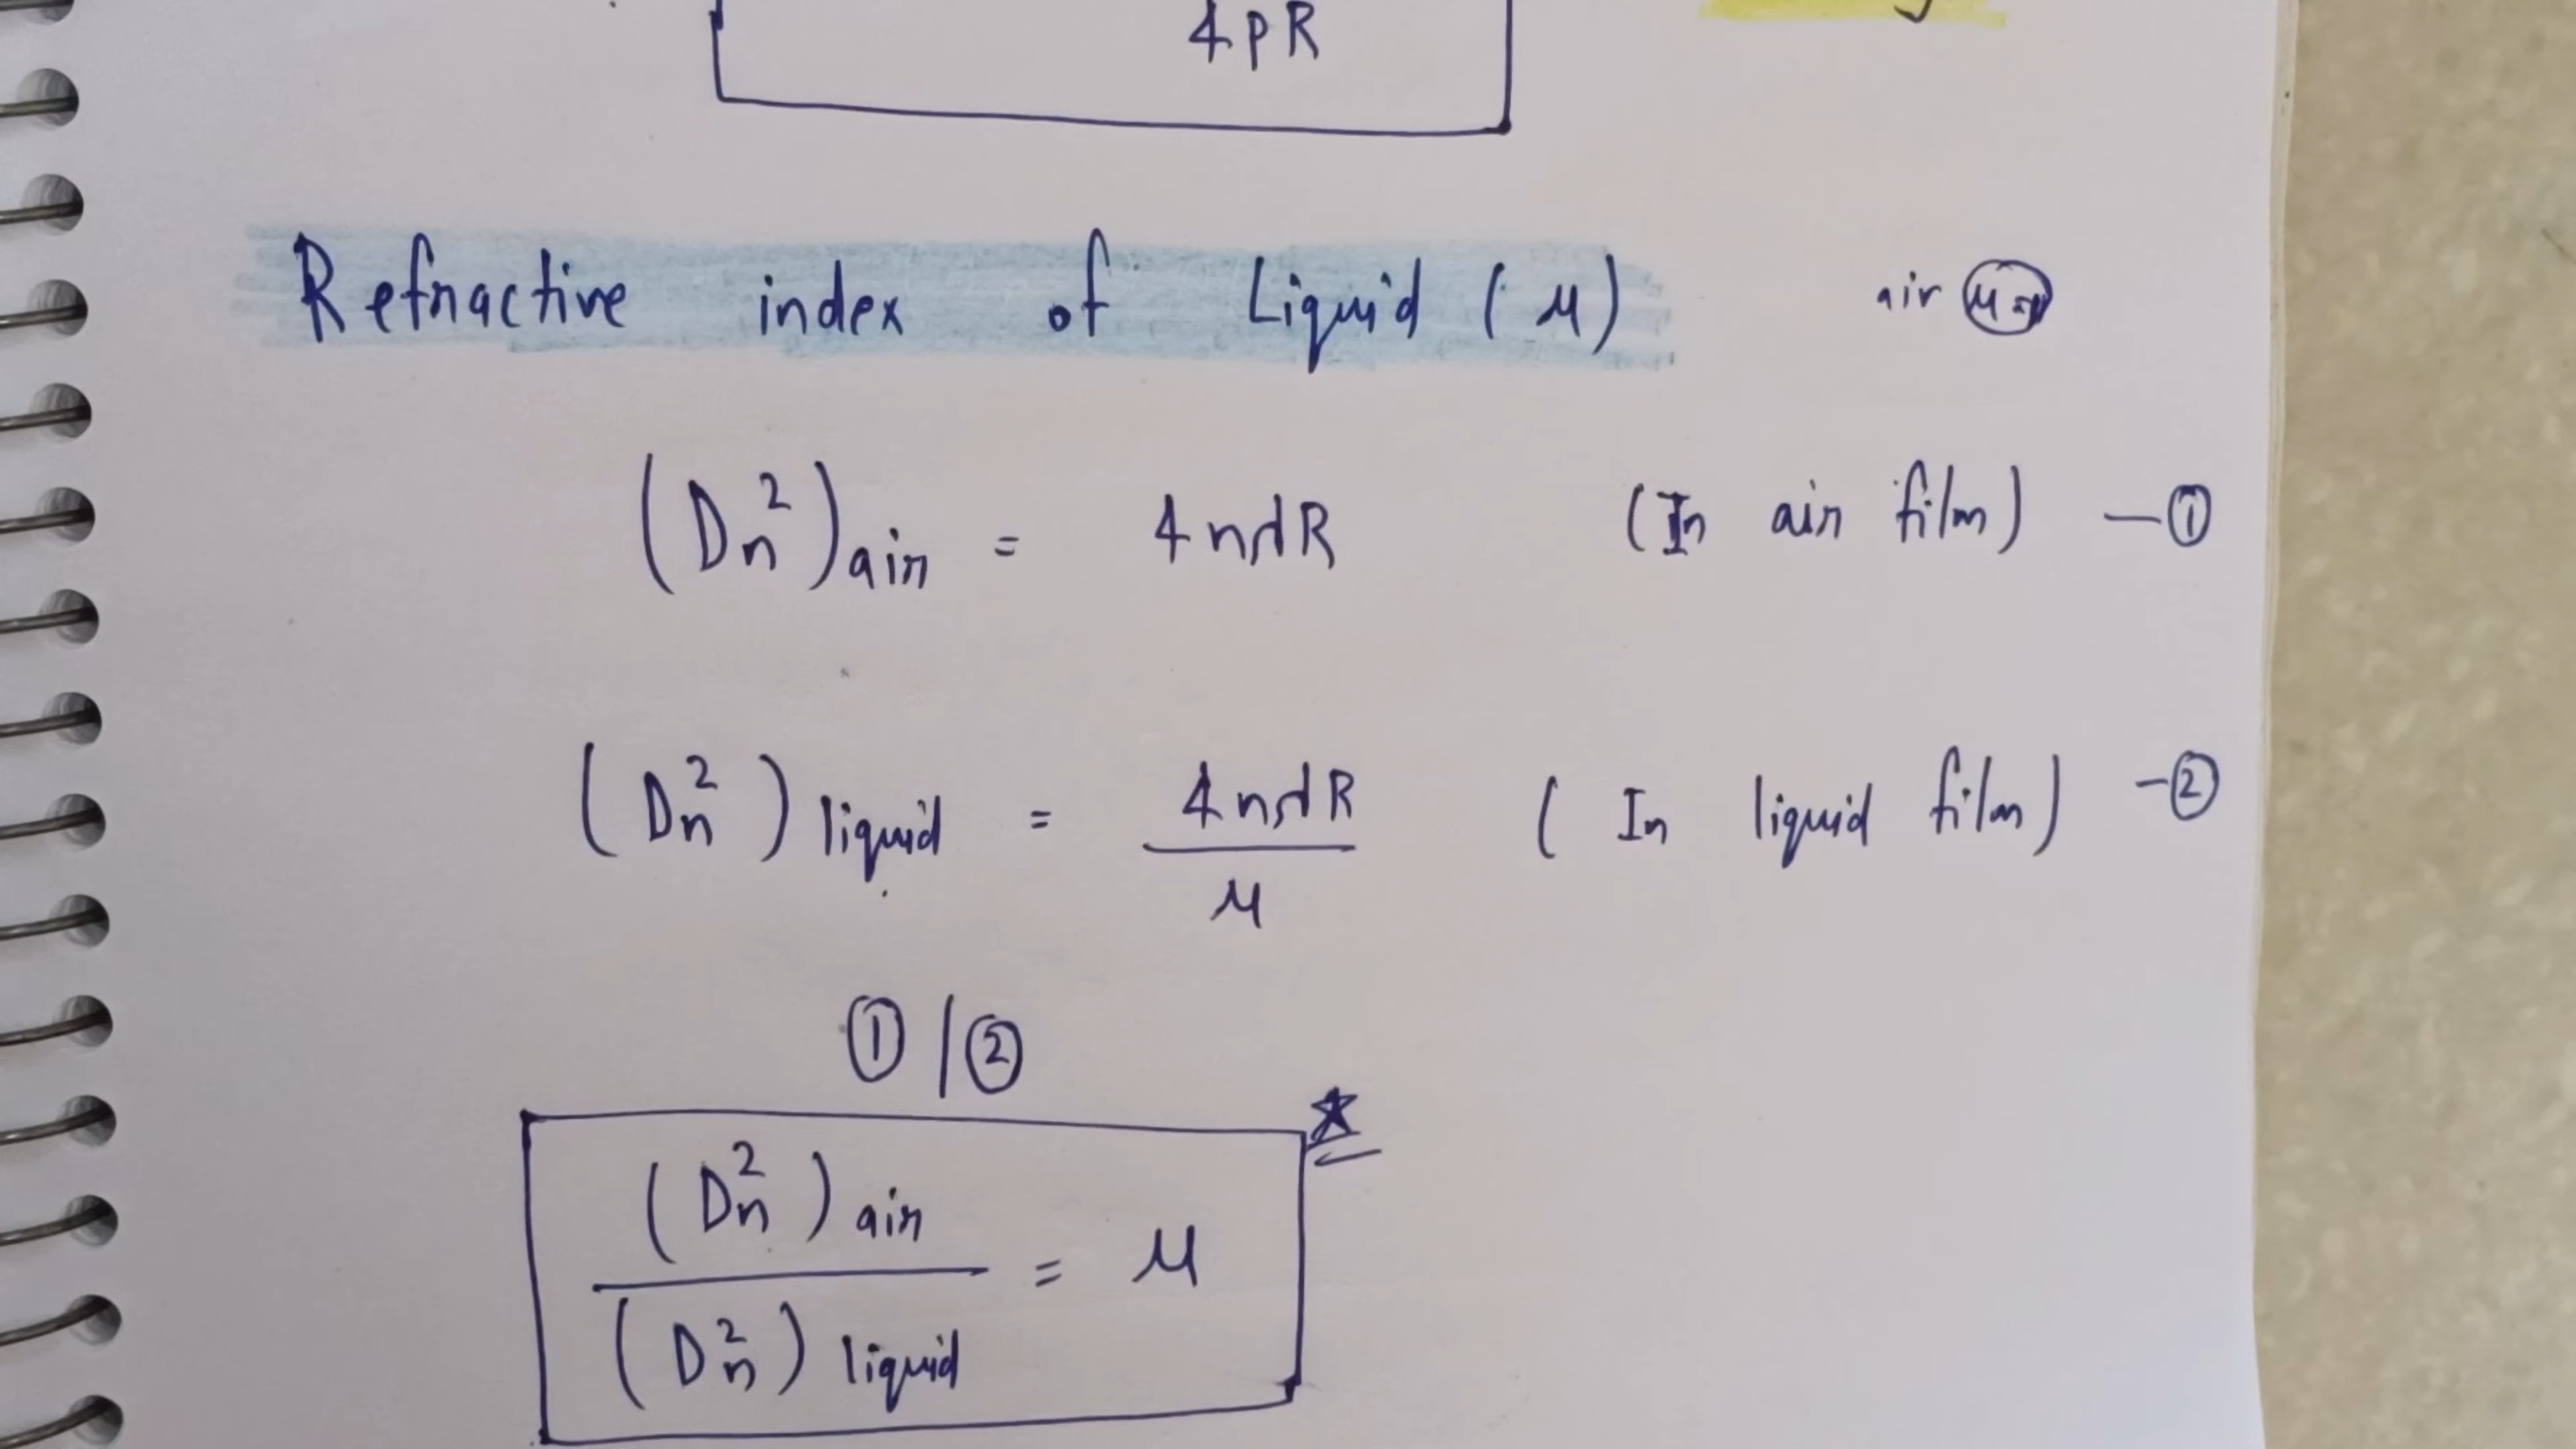 4pR
Refractive index of Liquid (μ)
air μ=1
(Dn²)air = 4nλR (In air film) —①
(Dn²)liquid = 4nλR / μ (In liquid film) -②
① / ②
(Dn²)air / (Dn²)liquid = μ